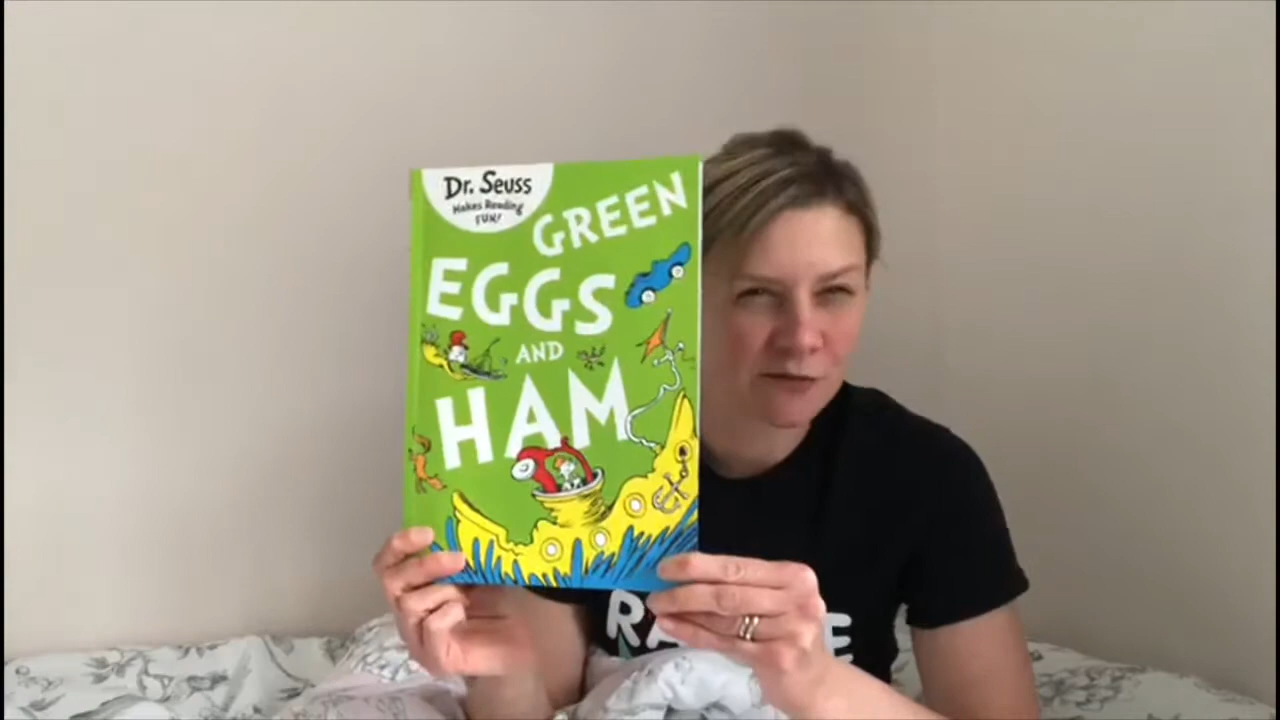 Dr. Seuss
Makes Reading
FUN!
GREEN
EGGS
AND
HAM